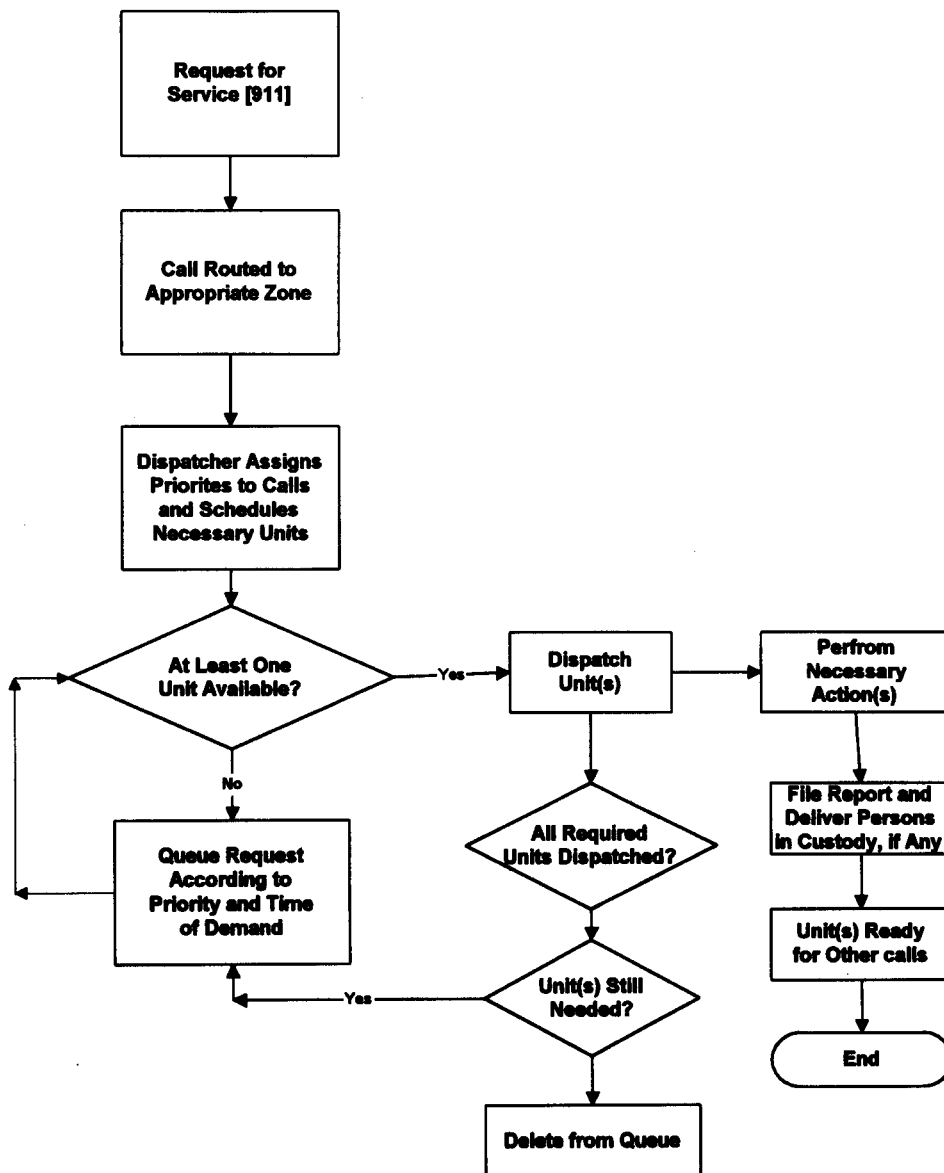 Request for
Service [911]
Call Routed to
Appropriate Zone
Dispatcher Assigns
Priorites to Calls
and Schedules
Necessary Units
At Least One
Unit Available?
Yes
Dispatch
Unit(s)
Perfrom
Necessary
Action(s)
No
Queue Request
According to
Priority and Time
of Demand
All Required
Units Dispatched?
File Report and
Deliver Persons
in Custody, if Any
Unit(s) Ready
for Other calls
Unit(s) Still
Needed?
Yes
End
Delete from Queue